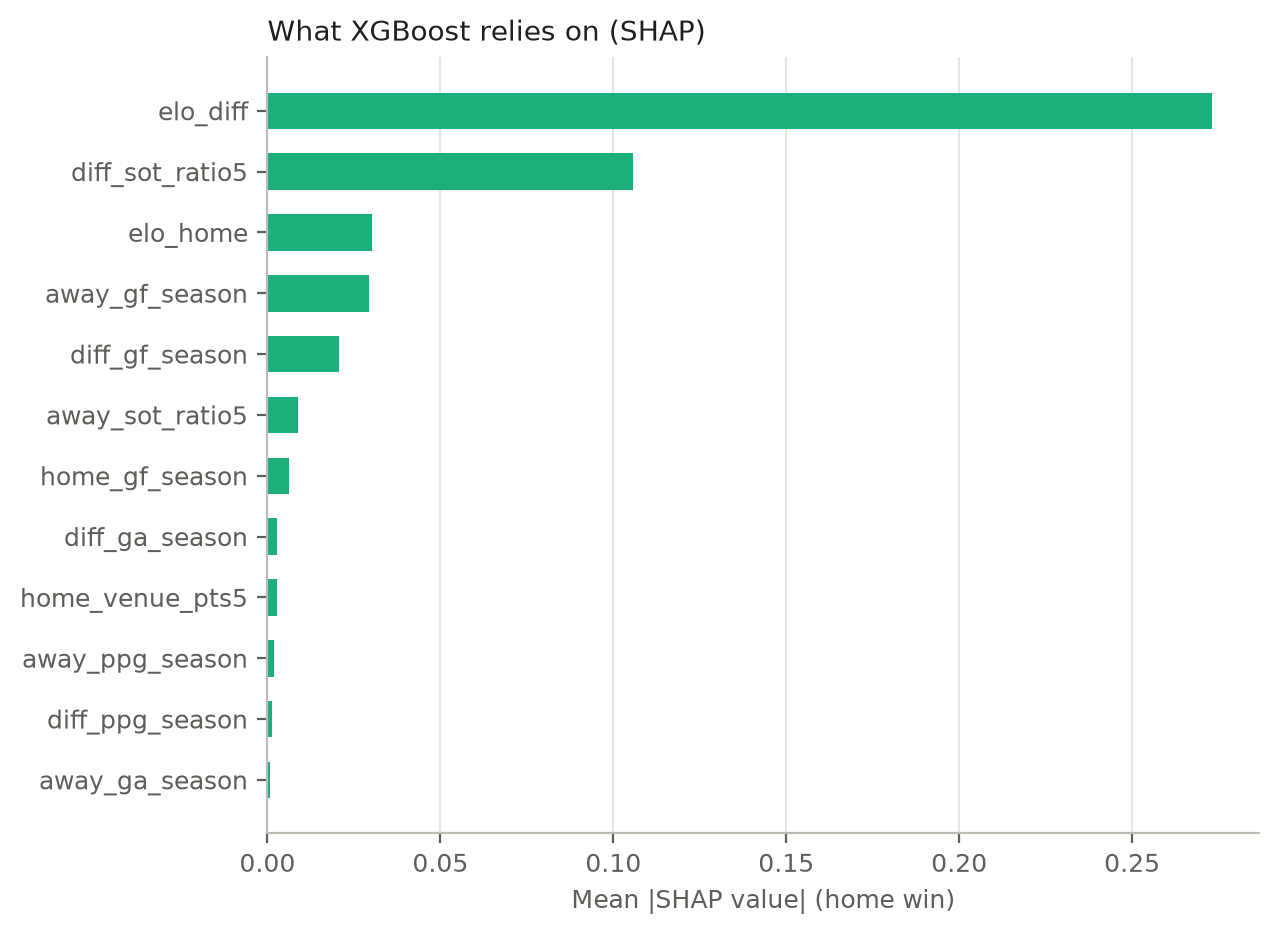 What XGBoost relies on (SHAP)
elo_diff
diff_sot_ratio5
elo_home
away_gf_season
diff_gf_season
away_sot_ratio5
home_gf_season
diff_ga_season
home_venue_pts5
away_ppg_season
diff_ppg_season
away_ga_season
0.00 0.05 0.10 0.15 0.20 0.25
Mean |SHAP value| (home win)